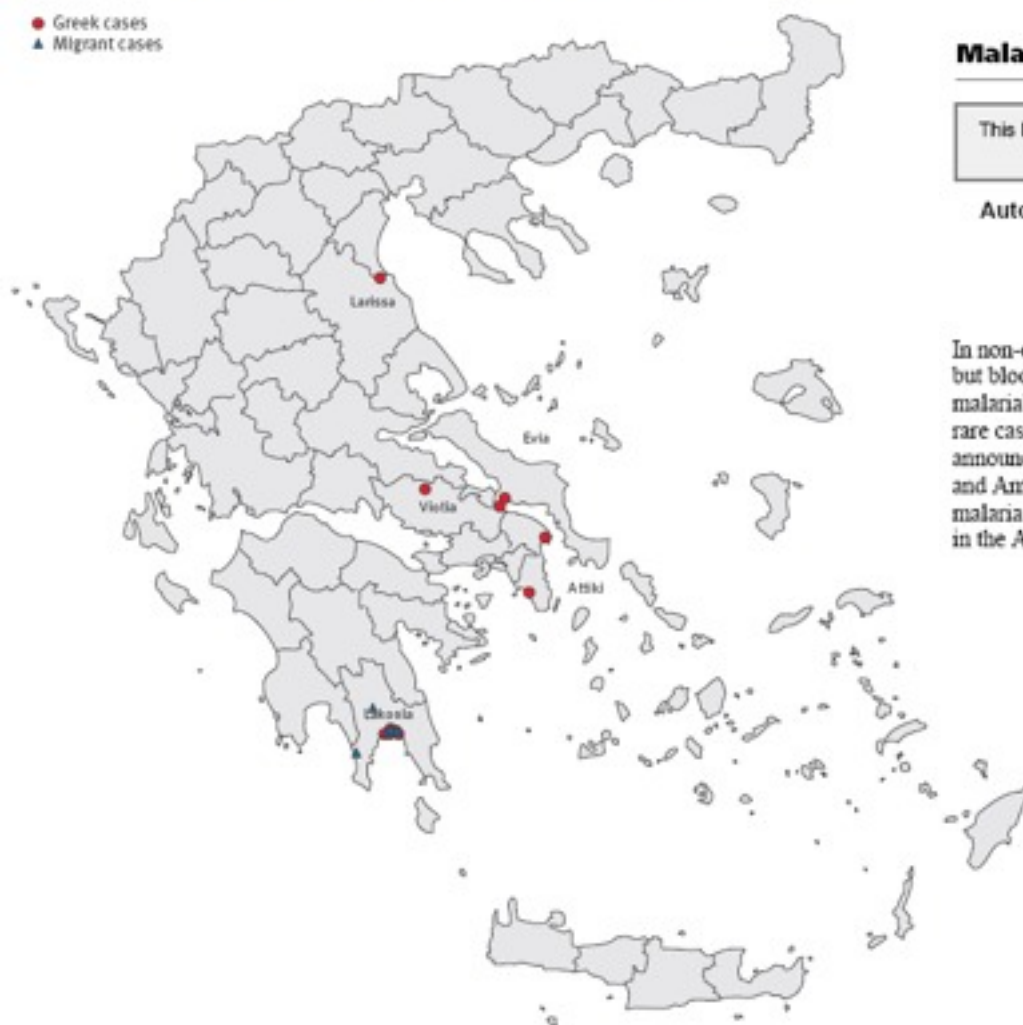 Greek cases
Migrant cases
Larissa
Evia
Viotia
Attiki
Lakonia
Mala
This
Auto
In non-
but bloo
malaria
rare cas
announ
and Am
malaria
in the A